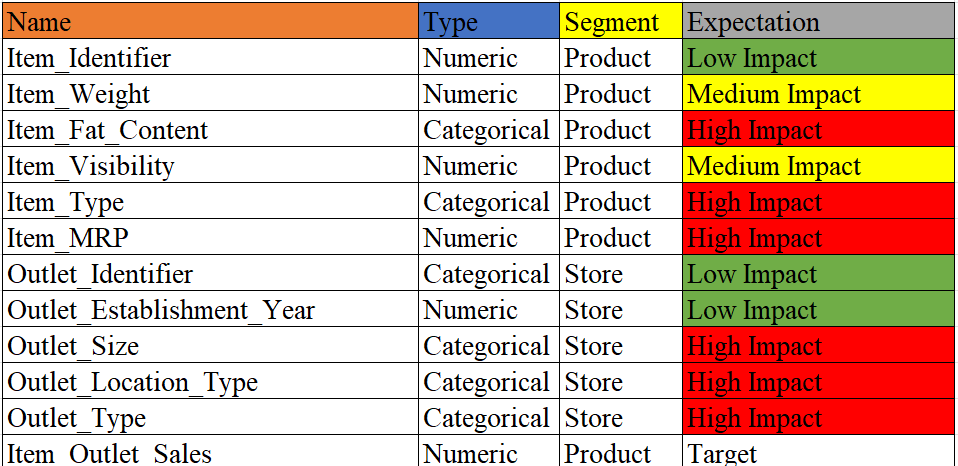 Name Type Segment Expectation
Item_Identifier Numeric Product Low Impact
Item_Weight Numeric Product Medium Impact
Item_Fat_Content Categorical Product High Impact
Item_Visibility Numeric Product Medium Impact
Item_Type Categorical Product High Impact
Item_MRP Numeric Product High Impact
Outlet_Identifier Categorical Store Low Impact
Outlet_Establishment_Year Numeric Store Low Impact
Outlet_Size Categorical Store High Impact
Outlet_Location_Type Categorical Store High Impact
Outlet_Type Categorical Store High Impact
Item_Outlet_Sales Numeric Product Target